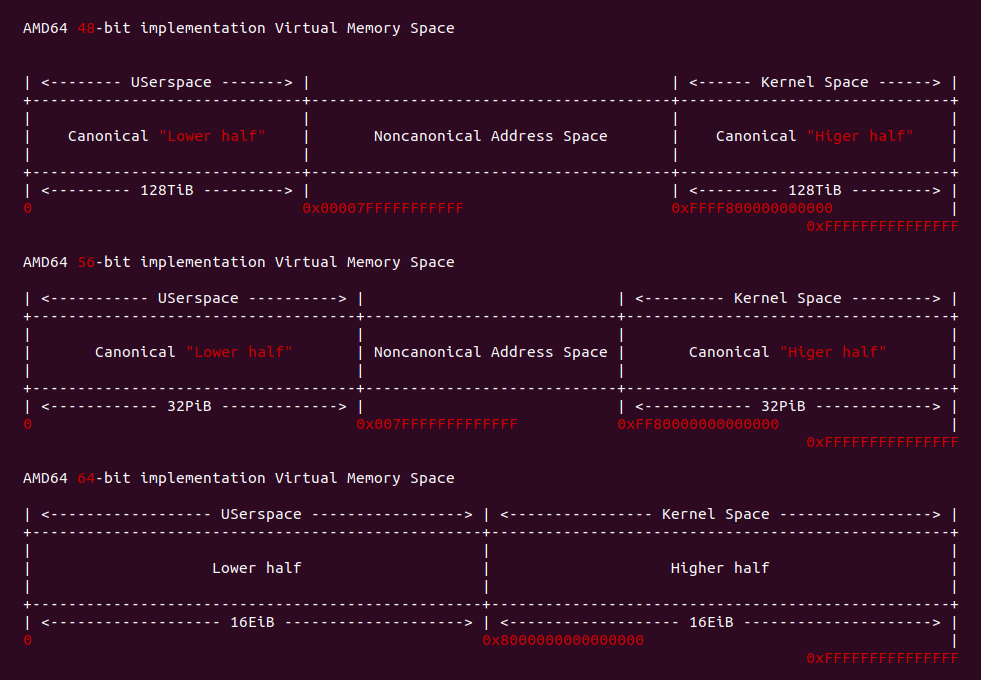 AMD64 48-bit implementation Virtual Memory Space
| <-------- USerspace -------> |                                        | <------ Kernel Space ------> |
+------------------------------+----------------------------------------+------------------------------+
|                              |                                        |                              |
|    Canonical "Lower half"    |       Noncanonical Address Space       |    Canonical "Higer half"    |
|                              |                                        |                              |
+------------------------------+----------------------------------------+------------------------------+
| <--------- 128TiB ---------> |                                        | <--------- 128TiB ---------> |
0                              0x00007FFFFFFFFFFF                       0xFFFF800000000000             |
0xFFFFFFFFFFFFFFF
AMD64 56-bit implementation Virtual Memory Space
| <----------- USerspace ----------> |                            | <--------- Kernel Space ---------> |
+------------------------------------+----------------------------+------------------------------------+
|                                    |                            |                                    |
|       Canonical "Lower half"       | Noncanonical Address Space |       Canonical "Higer half"       |
|                                    |                            |                                    |
+------------------------------------+----------------------------+------------------------------------+
| <------------ 32PiB -------------> |                            | <------------ 32PiB -------------> |
0                                    0x007FFFFFFFFFFFFF           0xFF80000000000000                   |
0xFFFFFFFFFFFFFFF
AMD64 64-bit implementation Virtual Memory Space
| <------------------ USerspace -----------------> | <---------------- Kernel Space -----------------> |
+--------------------------------------------------+---------------------------------------------------+
|                                                  |                                                   |
|                    Lower half                    |                    Higher half                    |
|                                                  |                                                   |
+--------------------------------------------------+---------------------------------------------------+
| <------------------- 16EiB --------------------> | <------------------- 16EiB ---------------------> |
0                                                  0x8000000000000000                                  |
0xFFFFFFFFFFFFFFF